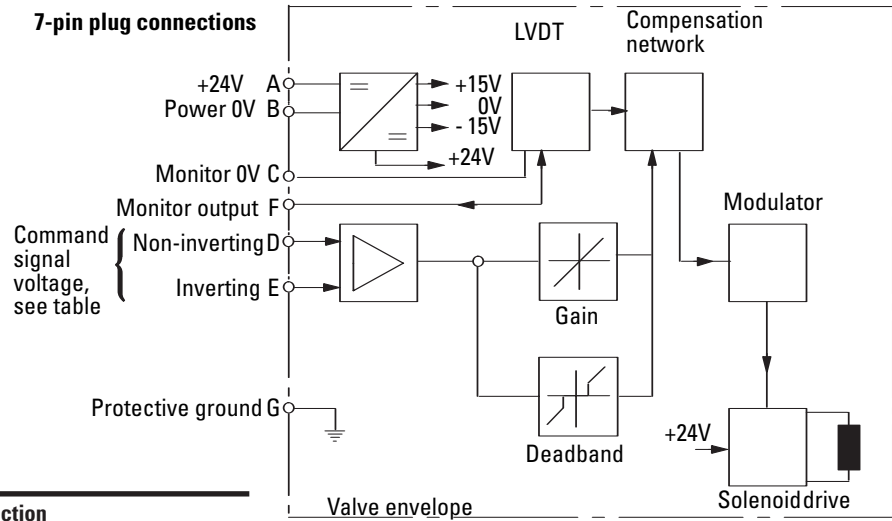 7-pin plug connections
LVDT
Compensation
network
+24V A
Power 0V B
+15V
0V
- 15V
+24V
Monitor 0V C
Monitor output F
Command
signal
voltage,
see table
Non-inverting D
Inverting E
Gain
Modulator
Protective ground G
Deadband
+24V
Solenoid drive
Valve envelope
ction